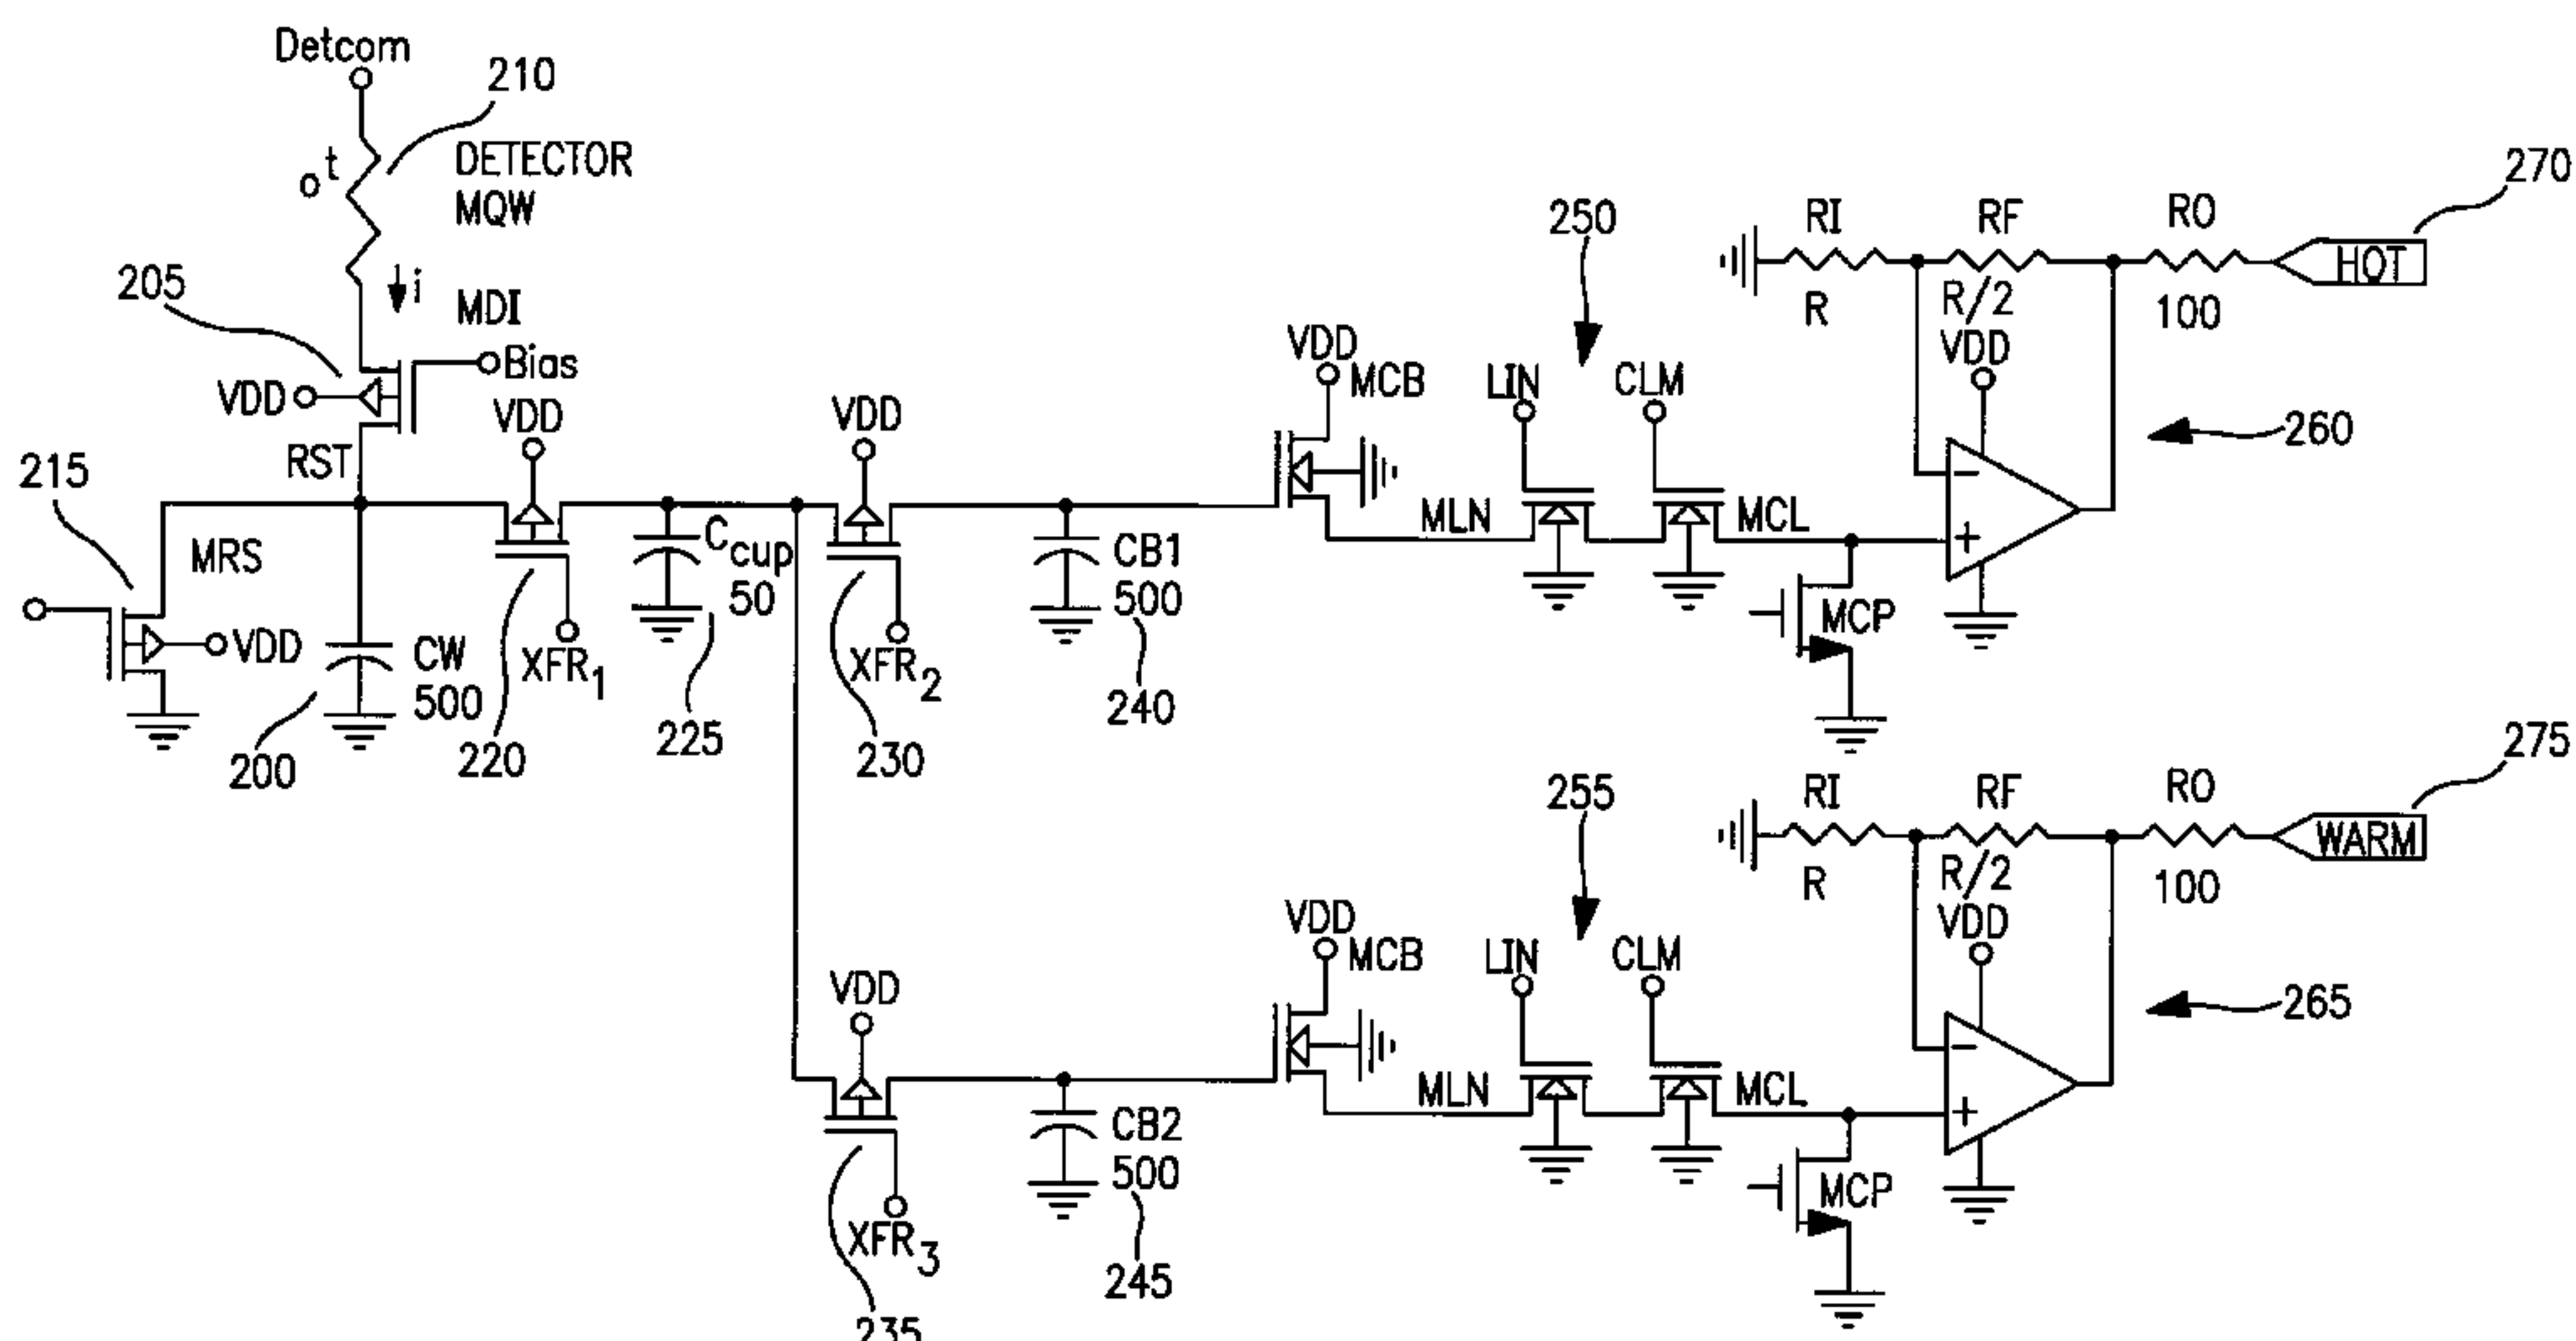 Detcom
210
o t
DETECTOR
MQW
i
205
MDI
Bias
VDD
VDD
RST
215
MRS
VDD
CW
500
200
220
XFR1
Ccup
50
225
VDD
XFR2
230
CB1
500
240
VDD
MCB
MLN
250
LIN
CLM
MCL
MCP
RI
R
RF
R/2
VDD
RO
100
HOT
270
260
VDD
XFR3
235
CB2
500
245
VDD
MCB
MLN
255
LIN
CLM
MCL
MCP
RI
R
RF
R/2
VDD
RO
100
WARM
275
265